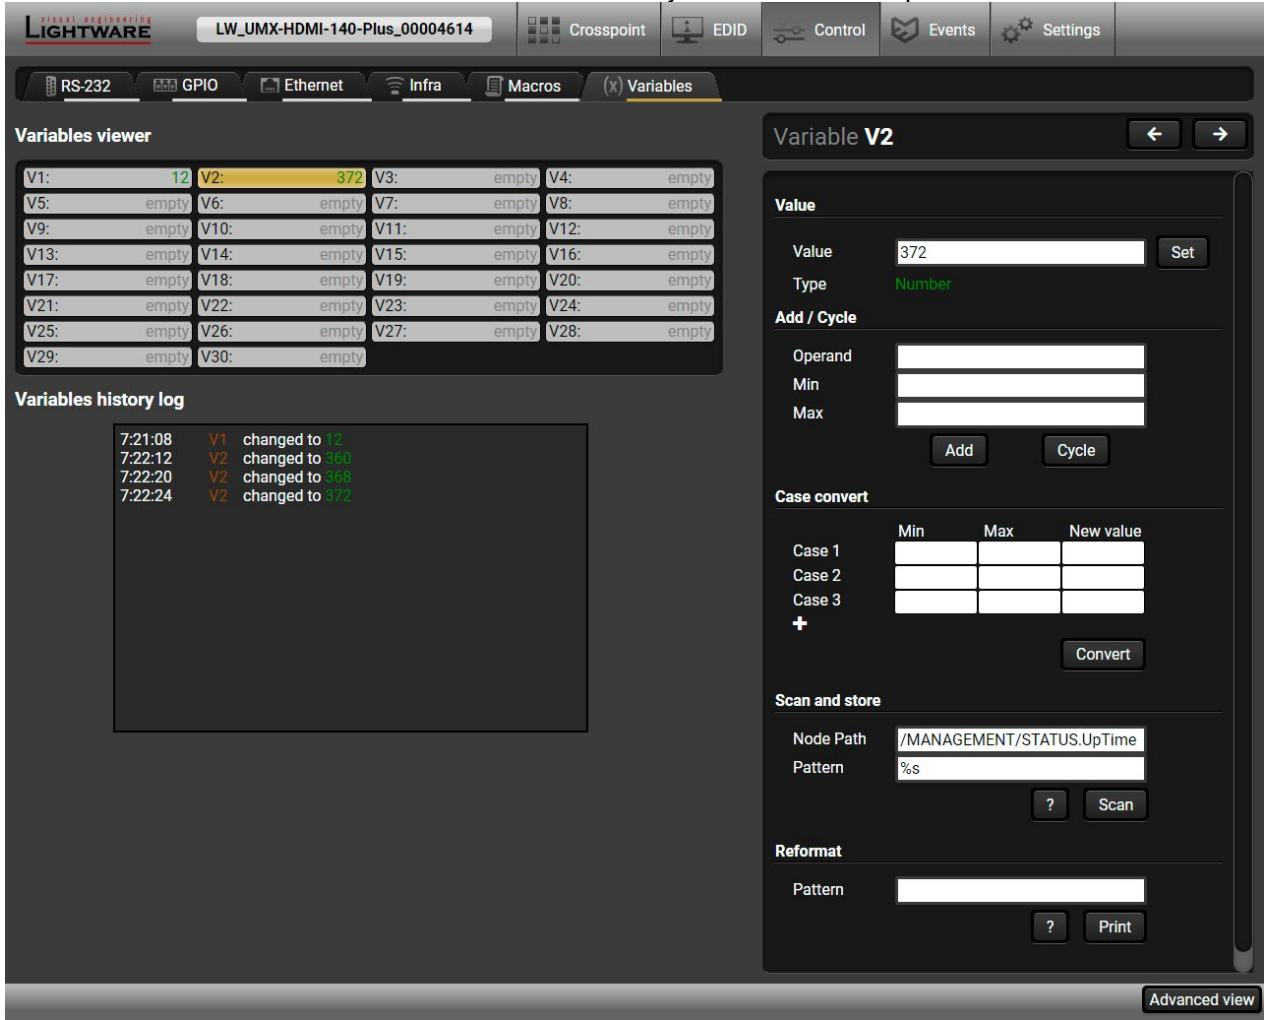 visual engineering
LIGHTWARE
LW_UMX-HDMI-140-Plus_00004614
Crosspoint
EDID
Control
Events
Settings
RS-232
GPIO
Ethernet
Infra
Macros
(x) Variables
Variables viewer
V1: 12 V2: 372 V3: empty V4: empty
V5: empty V6: empty V7: empty V8: empty
V9: empty V10: empty V11: empty V12: empty
V13: empty V14: empty V15: empty V16: empty
V17: empty V18: empty V19: empty V20: empty
V21: empty V22: empty V23: empty V24: empty
V25: empty V26: empty V27: empty V28: empty
V29: empty V30: empty
Variables history log
7:21:08 V1 changed to 12
7:22:12 V2 changed to 360
7:22:20 V2 changed to 368
7:22:24 V2 changed to 372
Variable V2
Value
Value 372 Set
Type Number
Add / Cycle
Operand
Min
Max
Add Cycle
Case convert
Min Max New value
Case 1
Case 2
Case 3
Convert
Scan and store
Node Path /MANAGEMENT/STATUS.UpTime
Pattern %s
? Scan
Reformat
Pattern
? Print
Advanced view